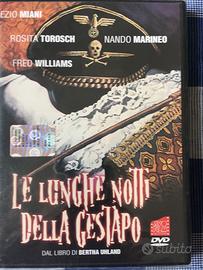 EZIO MIANI
ROSITA TOROSCH
NANDO MARINEO
FRED WILLIAMS
LE LUNGHE NOTTI
DELLA GESTAPO
DAL LIBRO DI BERTHA UHLAND
DVD
subito